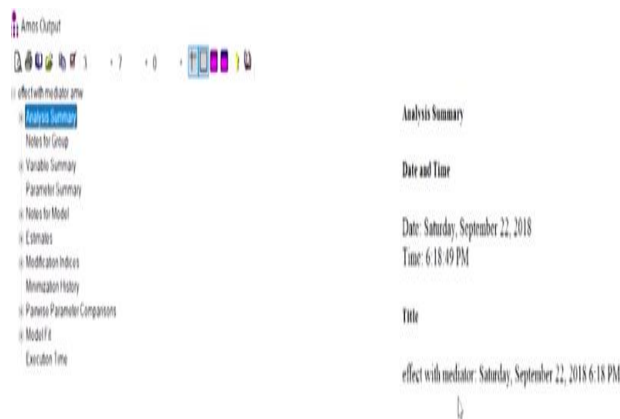 Amos Output
effect with mediator.amw
Analysis Summary
Notes for Group
Variable Summary
Parameter Summary
Notes for Model
Estimates
Modification Indices
Minimization History
Pairwise Parameter Comparisons
Model Fit
Execution Time
Analysis Summary
Date and Time
Date: Saturday, September 22, 2018
Time: 6:18:49 PM
Title
effect with mediator: Saturday, September 22, 2018 6:18 PM